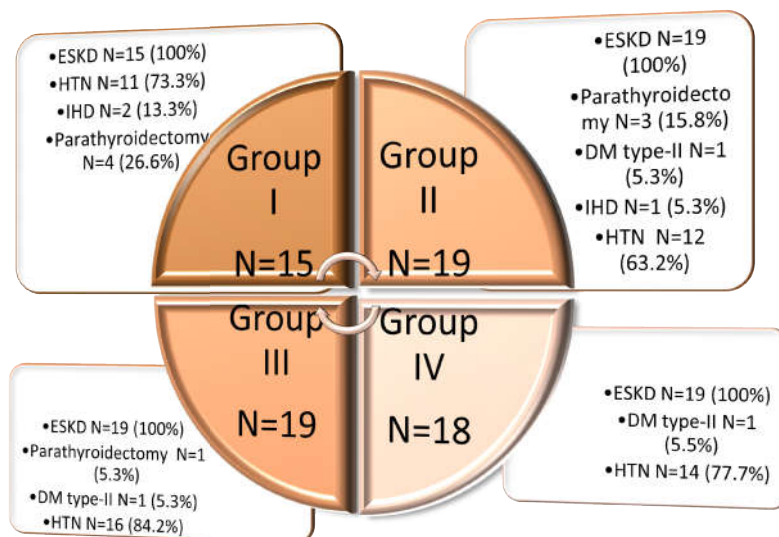 •ESKD N=15 (100%)
•HTN N=11 (73.3%)
•IHD N=2 (13.3%)
•Parathyroidectomy
N=4 (26.6%)
Group
I
N=15
•ESKD N=19
(100%)
•Parathyroidecto
my N=3 (15.8%)
•DM type-II N=1
(5.3%)
•IHD N=1 (5.3%)
•HTN N=12
(63.2%)
Group
II
N=19
•ESKD N=19 (100%)
•Parathyroidectomy N=1
(5.3%)
•DM type-II N=1 (5.3%)
•HTN N=16 (84.2%)
Group
III
N=19
•ESKD N=19 (100%)
•DM type-II N=1
(5.5%)
•HTN N=14 (77.7%)
Group
IV
N=18